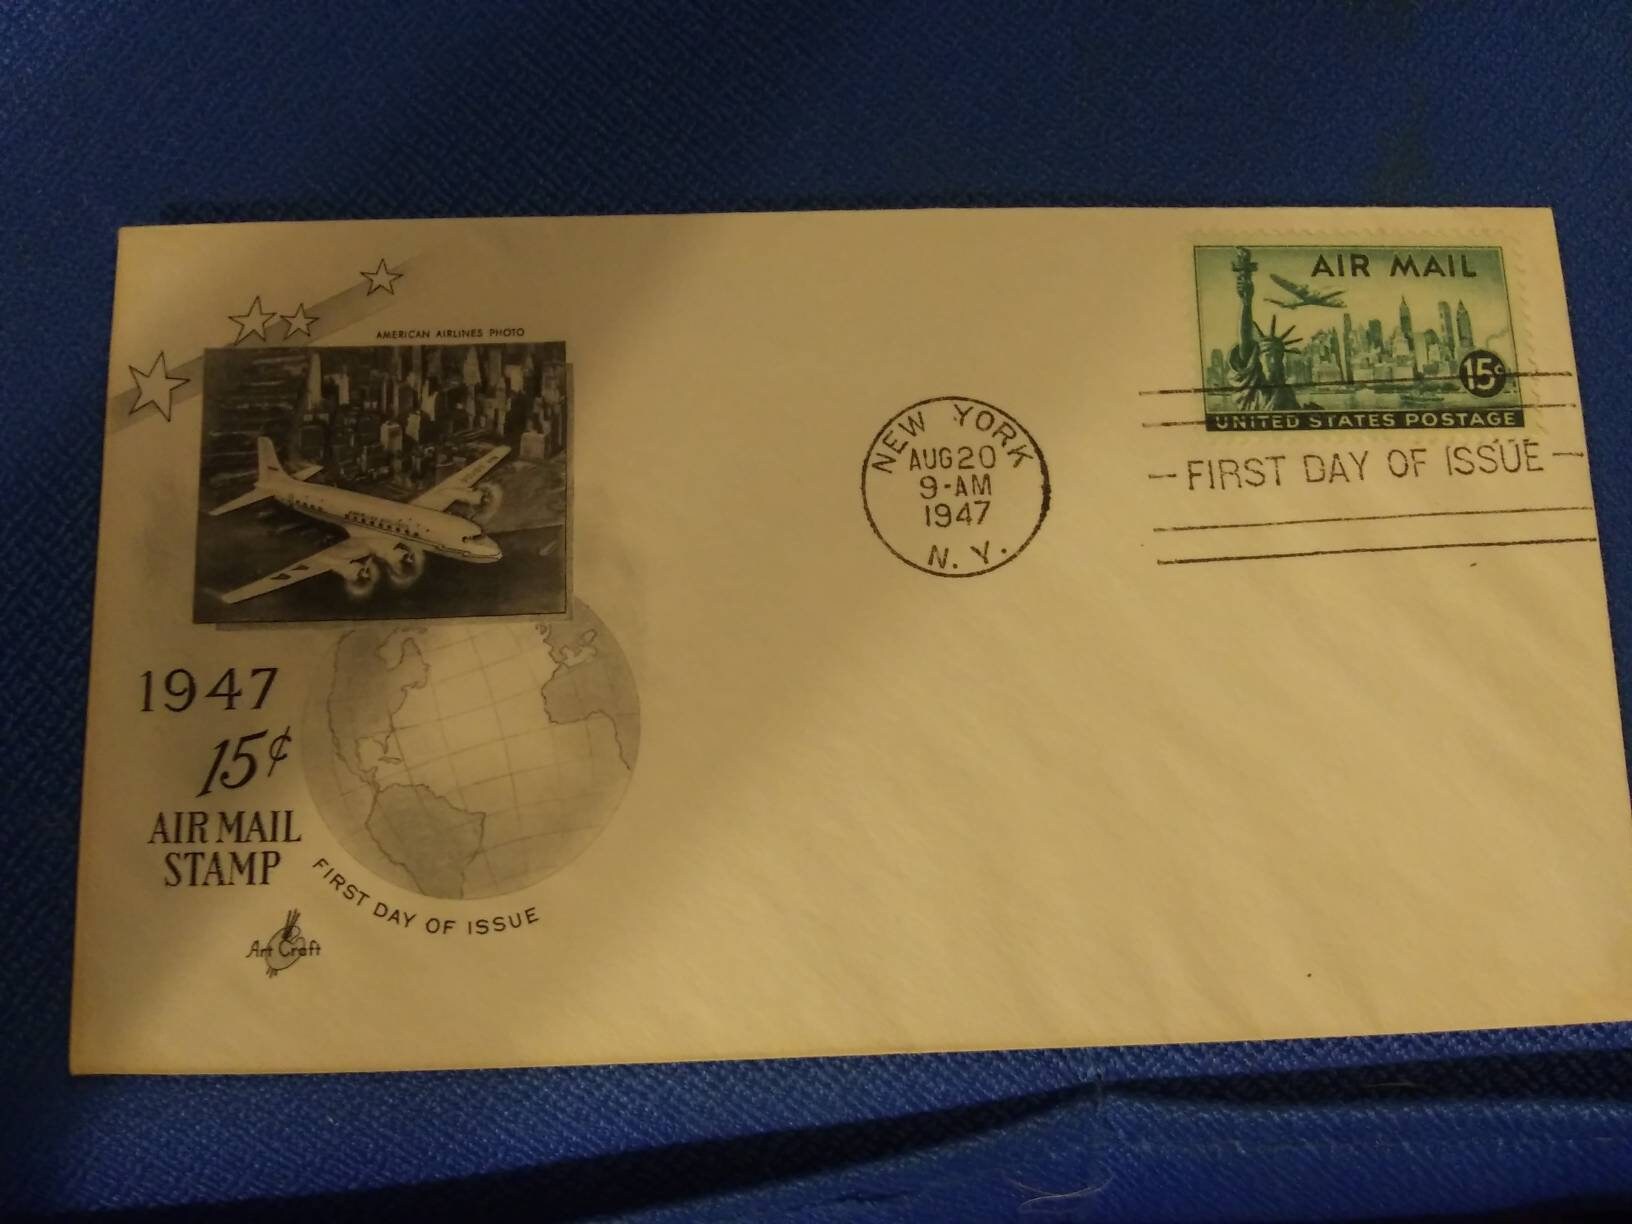 AMERICAN AIRLINES PHOTO
1947
15¢
AIR MAIL
STAMP
FIRST DAY OF ISSUE
Art Craft
NEW YORK
AUG 20
9-AM
1947
N. Y.
AIR MAIL
15¢
UNITED STATES POSTAGE
FIRST DAY OF ISSUE